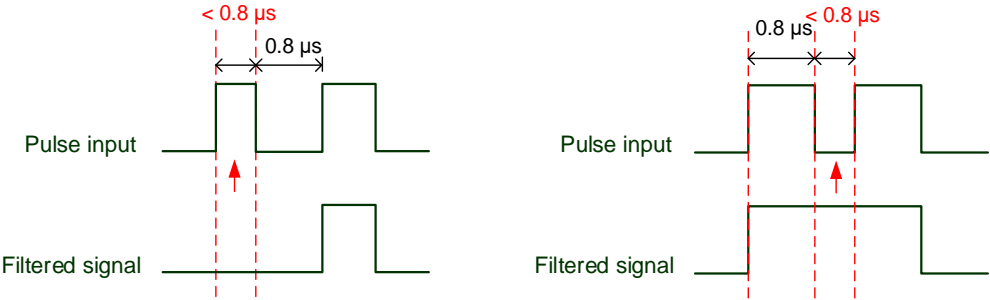 < 0.8 µs
0.8 µs
Pulse input
Filtered signal
< 0.8 µs
0.8 µs
Pulse input
Filtered signal